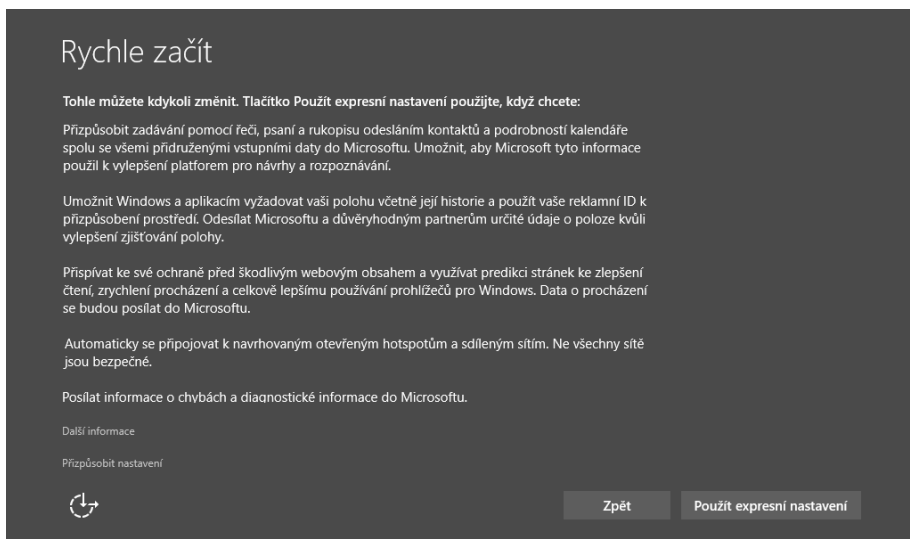 Rychle začít
Tohle můžete kdykoli změnit. Tlačítko Použít expresní nastavení použijte, když chcete:
Přizpůsobit zadávání pomocí řeči, psaní a rukopisu odesláním kontaktů a podrobností kalendáře
spolu se všemi přidruženými vstupními daty do Microsoftu. Umožnit, aby Microsoft tyto informace
použil k vylepšení platforem pro návrhy a rozpoznávání.
Umožnit Windows a aplikacím vyžadovat vaši polohu včetně její historie a použít vaše reklamní ID k
přizpůsobení prostředí. Odesílat Microsoftu a důvěryhodným partnerům určité údaje o poloze kvůli
vylepšení zjišťování polohy.
Přispívat ke své ochraně před škodlivým webovým obsahem a využívat predikci stránek ke zlepšení
čtení, zrychlení procházení a celkově lepšímu používání prohlížečů pro Windows. Data o procházení
se budou posílat do Microsoftu.
Automaticky se připojovat k navrhovaným otevřeným hotspotům a sdíleným sítím. Ne všechny sítě
jsou bezpečné.
Posílat informace o chybách a diagnostické informace do Microsoftu.
Další informace
Přizpůsobit nastavení
Zpět
Použít expresní nastavení